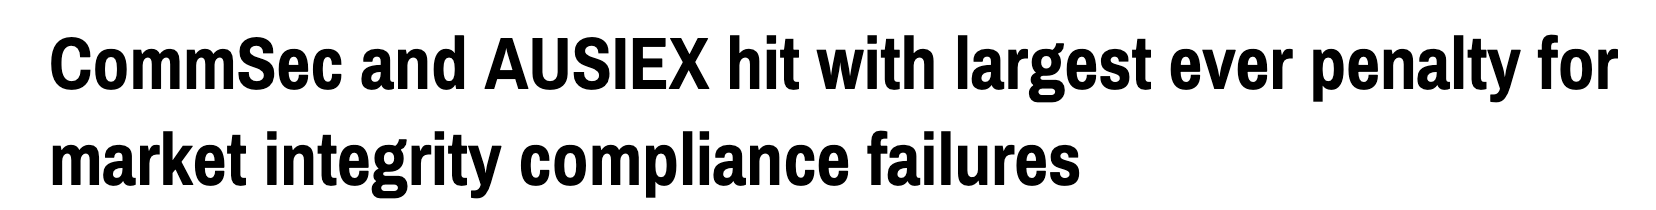 CommSec and AUSIEX hit with largest ever penalty for
market integrity compliance failures